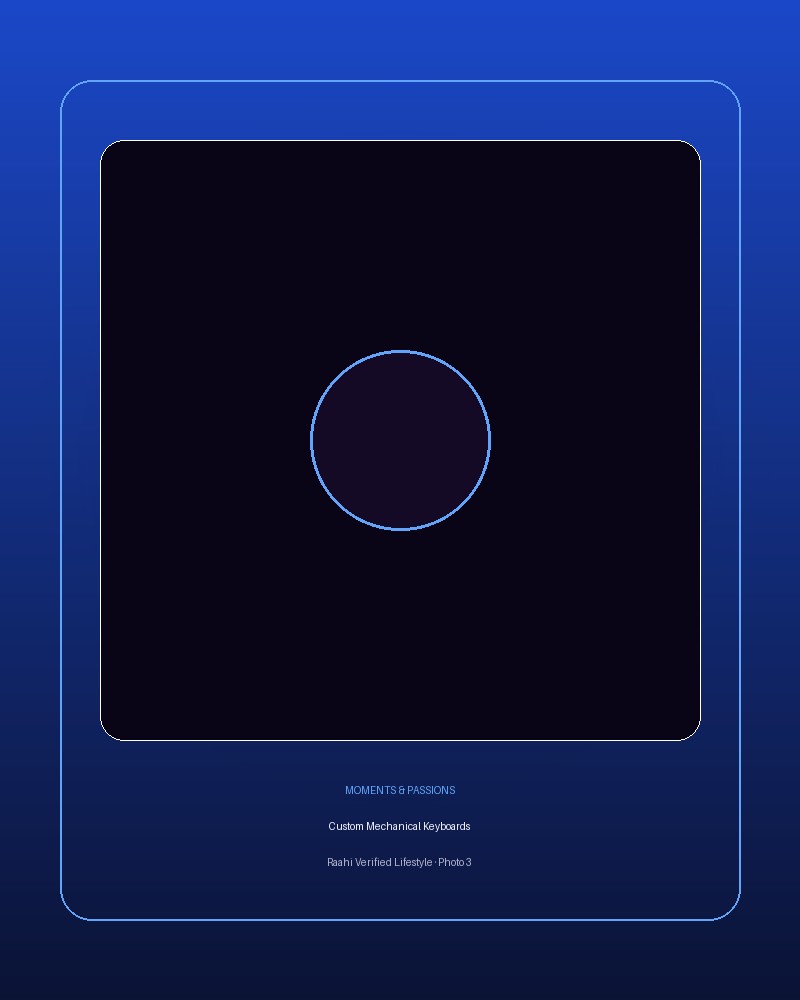 MOMENTS & PASSIONS
Custom Mechanical Keyboards
Raahi Verified Lifestyle · Photo 3